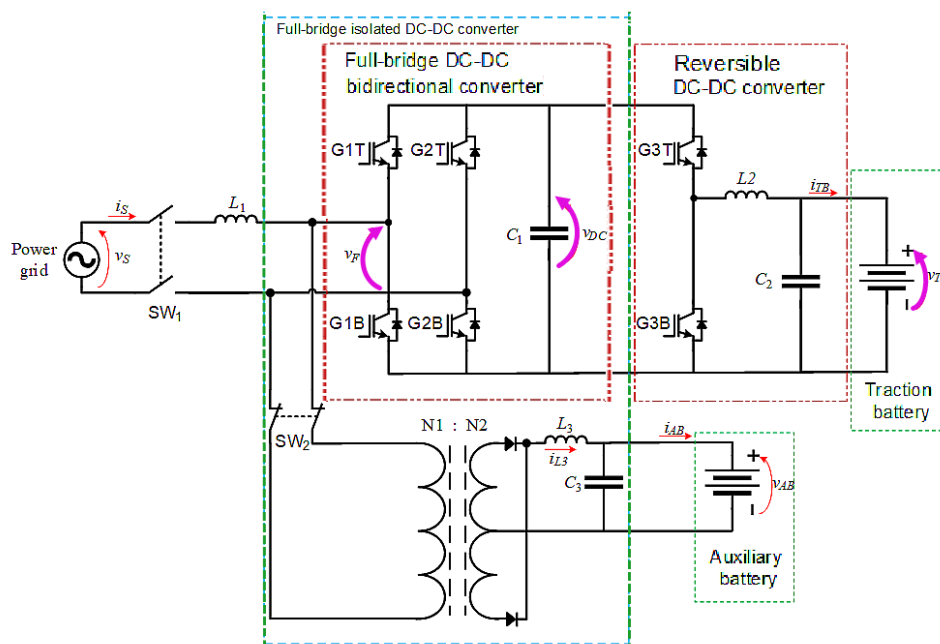 Full-bridge isolated DC-DC converter
Full-bridge DC-DC
bidirectional converter
Reversible
DC-DC converter
G1T
G2T
G3T
iS
L1
L2
iTB
Power
grid
vS
vF
C1
vDC
C2
+
vT
SW1
G1B
G2B
G3B
Traction
battery
SW2
N1 : N2
L3
iL3
C3
iAB
+
vAB
Auxiliary
battery